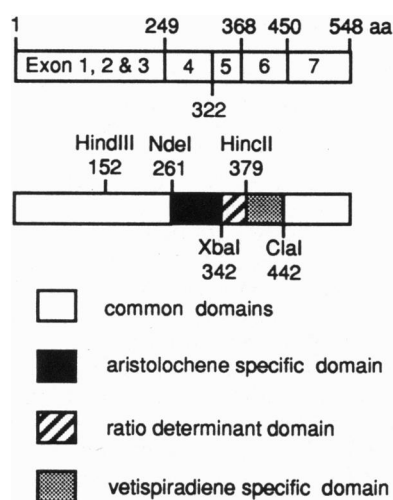 1 249 368 450 548 aa
Exon 1, 2 & 3 4 5 6 7
322
HindIII NdeI HincII
152 261 379
XbaI ClaI
342 442
common domains
aristolochene specific domain
ratio determinant domain
vetispiradiene specific domain